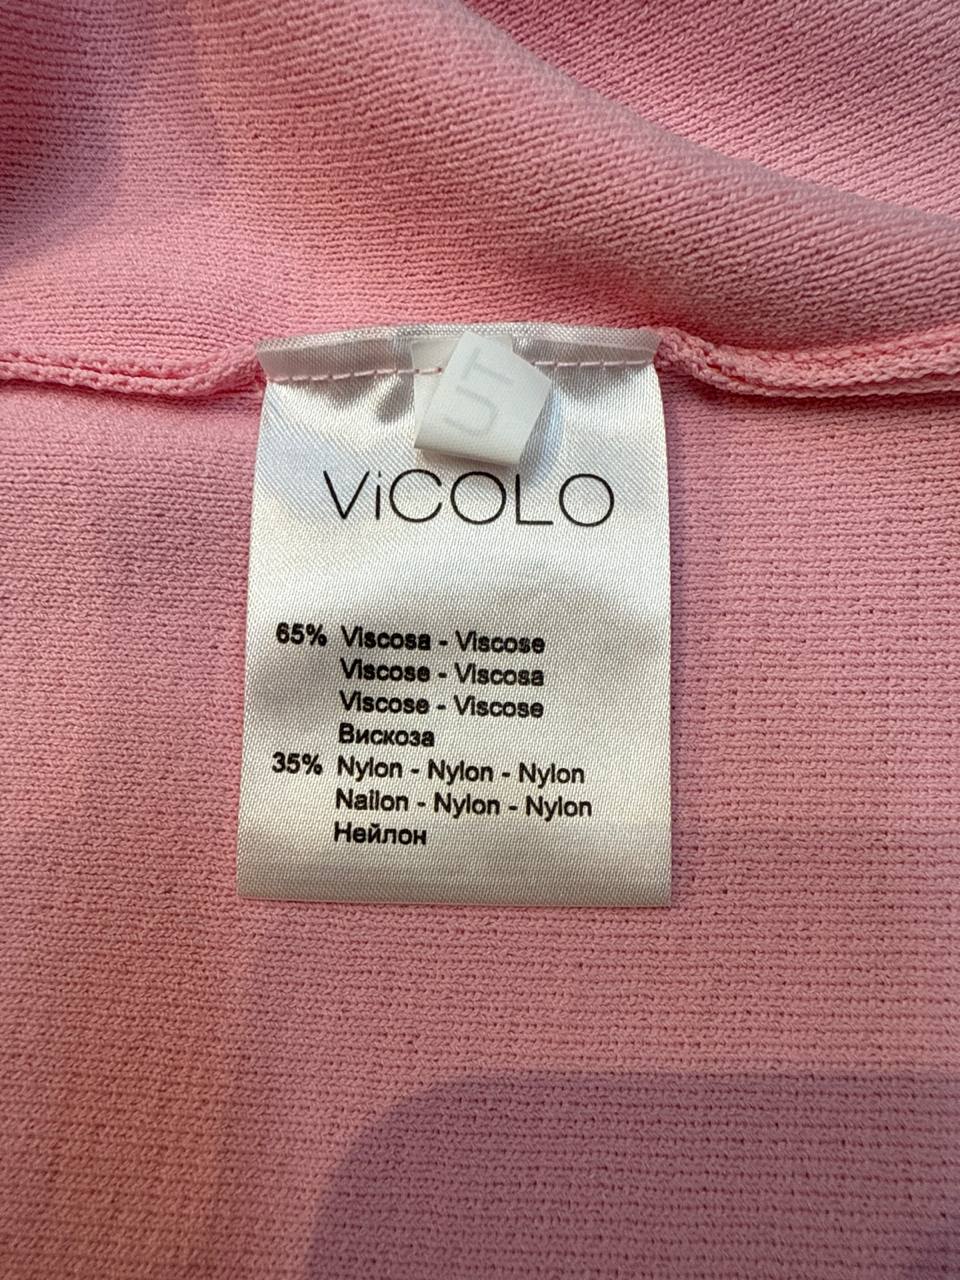 UT
ViCOLO
65% Viscosa - Viscose
Viscose - Viscosa
Viscose - Viscose
Вискоза
35% Nylon - Nylon - Nylon
Nailon - Nylon - Nylon
Нейлон